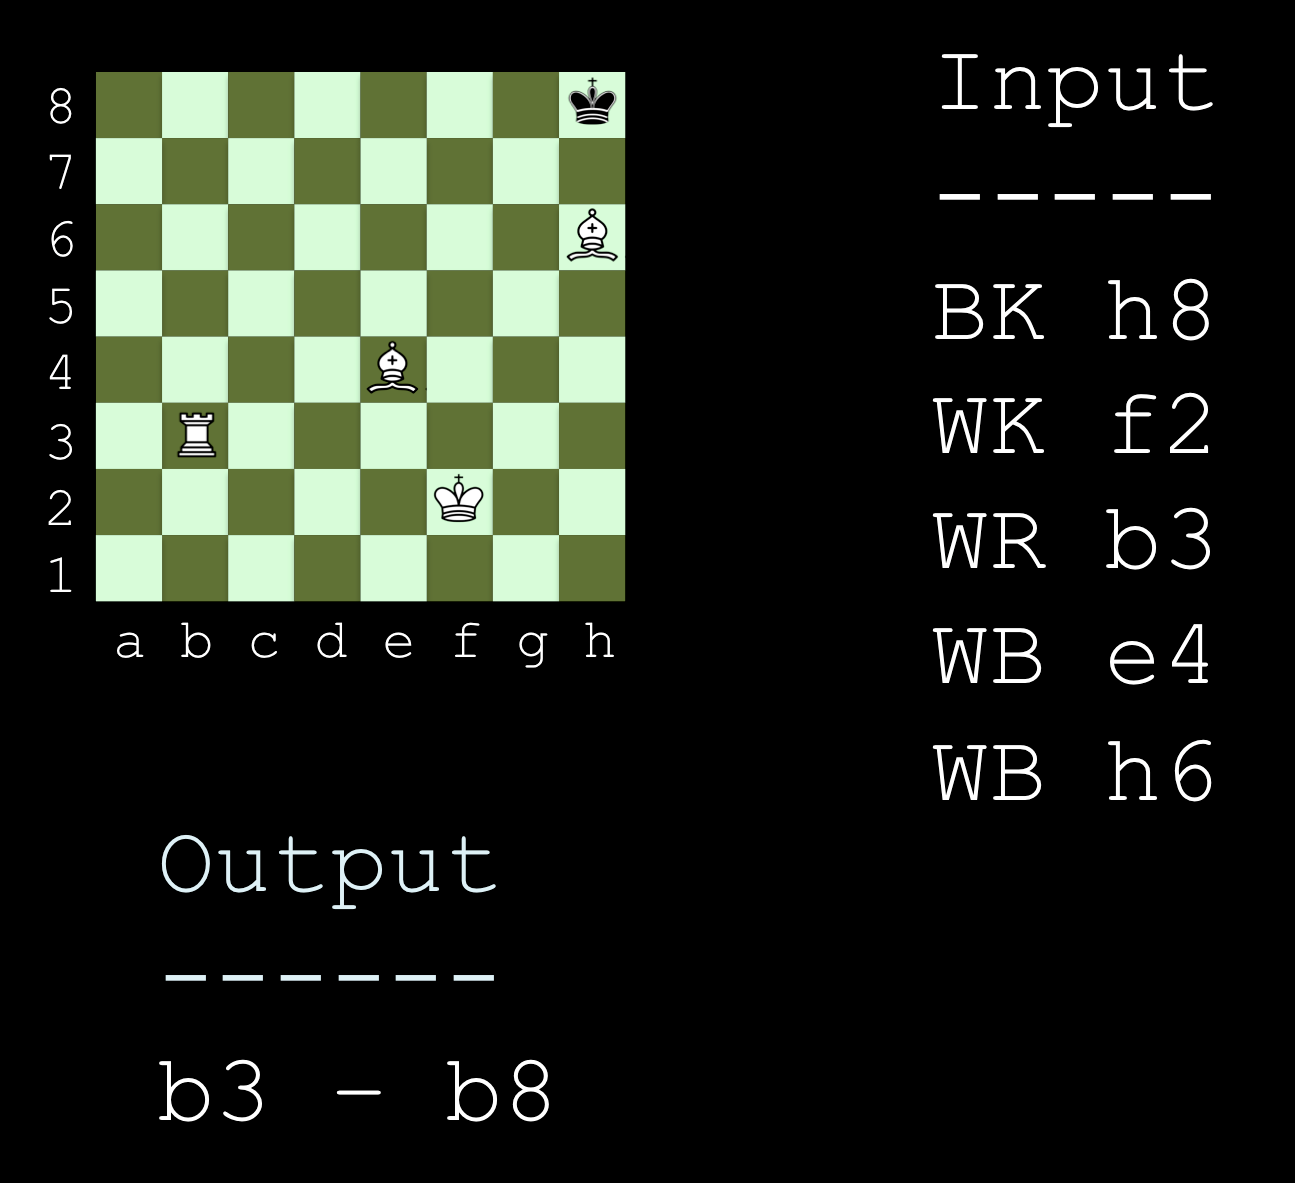 8
7
6
5
4
3
2
1
a b c d e f g h
Input
-----
BK h8
WK f2
WR b3
WB e4
WB h6
Output
------
b3 - b8